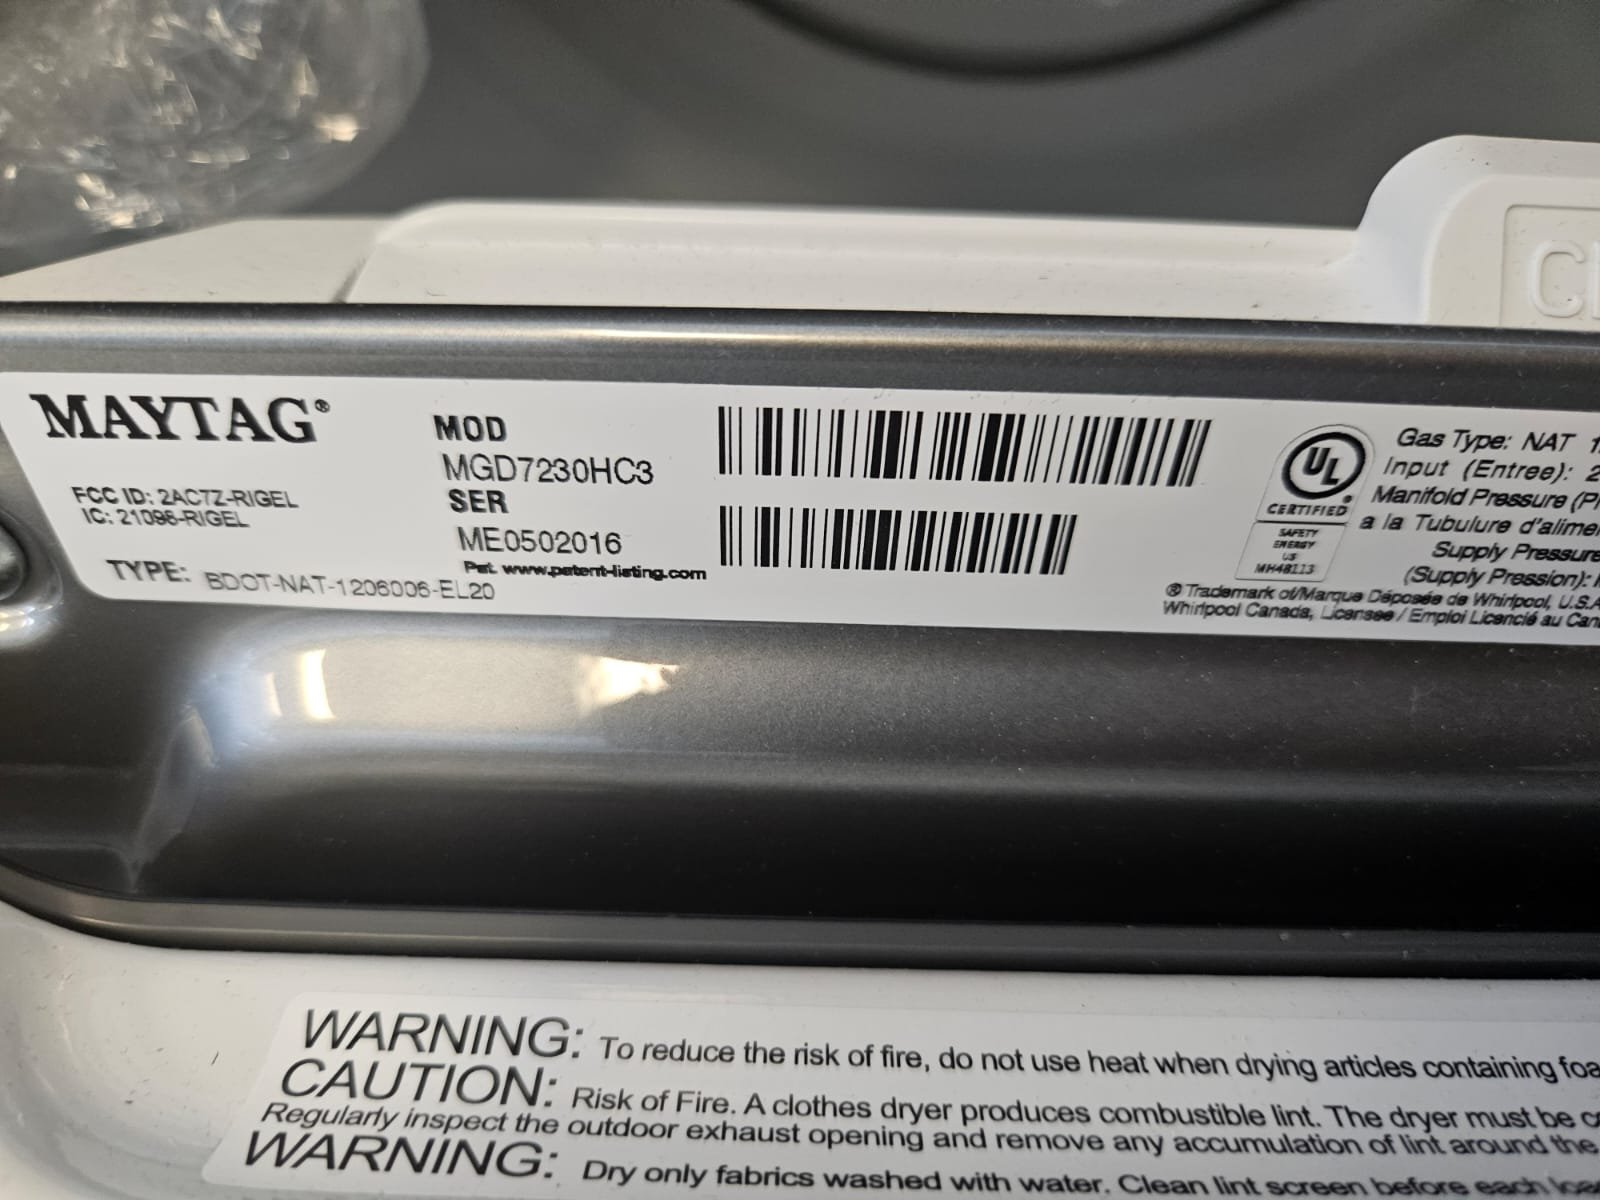 CL
MAYTAG®
FCC ID: 2AC7Z-RIGEL
IC: 21096-RIGEL
TYPE: BDOT-NAT-1206006-EL20
MOD
MGD7230HC3
SER
ME0502016
Pat. www.patent-listing.com
UL
®
CERTIFIED
SAFETY
ENERGY
US
MH48113
Gas Type: NAT
Input (Entree): 2
Manifold Pressure
a la Tubulure
Supply Pressure
(Supply Pression):
® Trademark of/Marque Déposée de Whirlpool, U.S.A
Whirlpool Canada, Licensee / Emploi Licencié au
WARNING: To reduce the risk of fire, do not use heat when drying articles containing
CAUTION: Risk of Fire. A clothes dryer produces combustible lint. The dryer must be
Regularly inspect the outdoor exhaust opening and remove any accumulation of lint around the
WARNING: Dry only fabrics washed with water. Clean lint screen before each